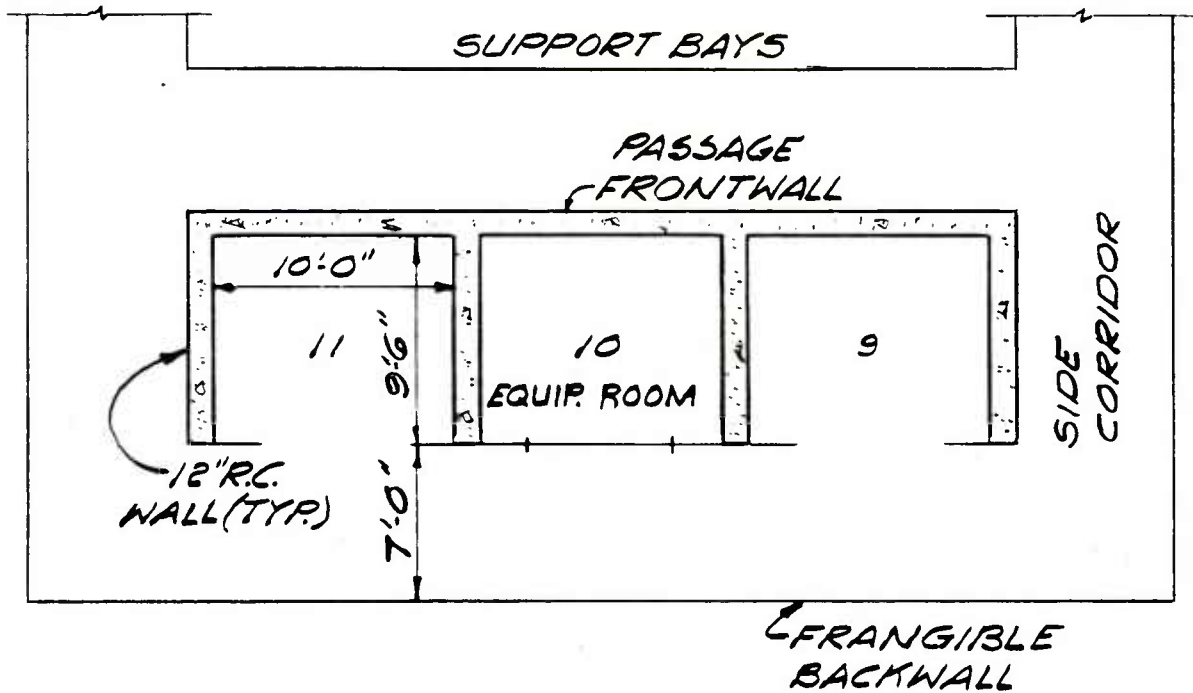 SUPPORT BAYS
PASSAGE
FRONTWALL
10'-0"
11
9'-6"
10
EQUIP. ROOM
9
SIDE
CORRIDOR
12" R.C.
WALL (TYP.)
7'-0"
FRANGIBLE
BACKWALL